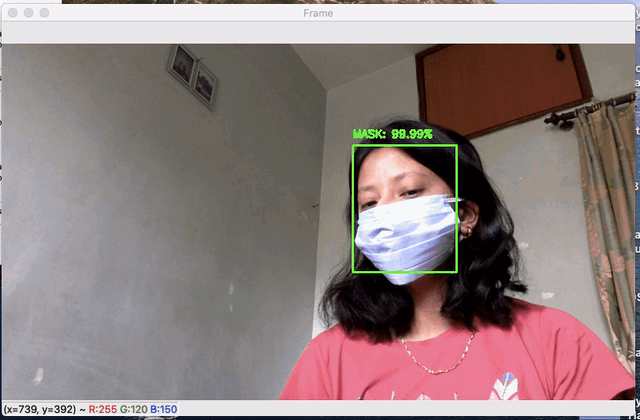 Frame
MASK: 99.99%
(x=739, y=392) ~ R:255 G:120 B:150